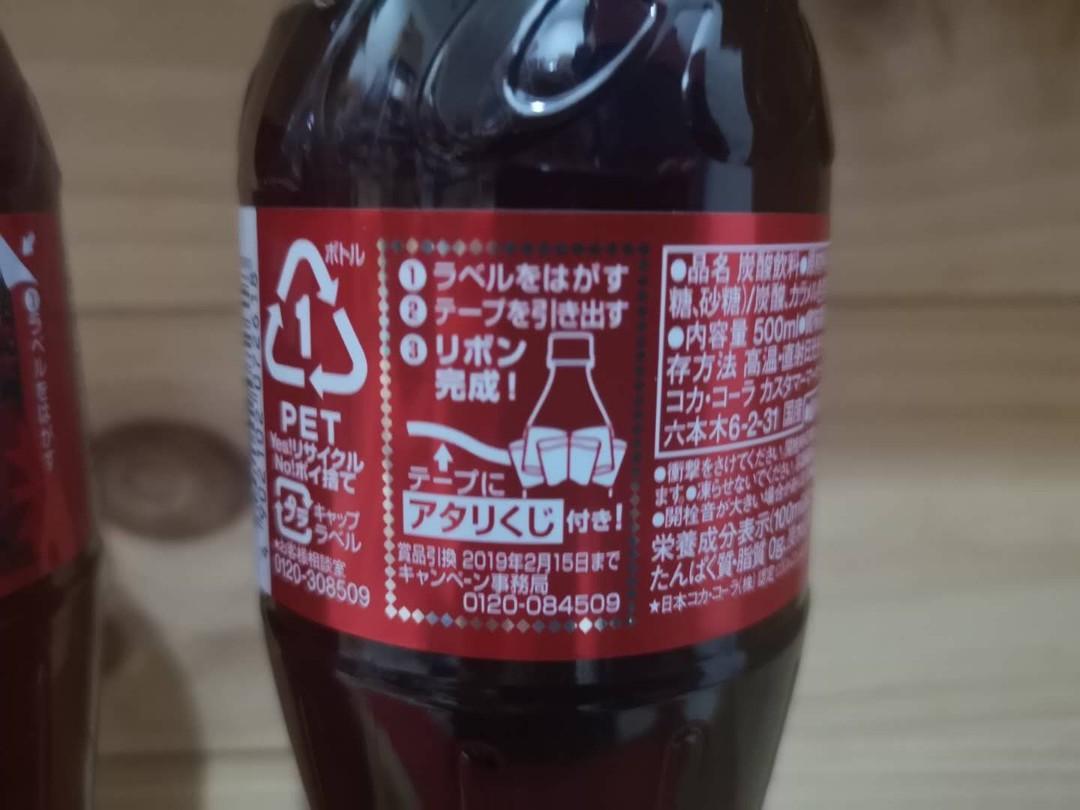 ボトル
1
PET
Yes!リサイクル
No!ポイ捨て
プラ
キャップ
ラベル
★お客様相談室
0120-308509
①ラベルをはがす
②テープを引き出す
③リボン
完成!
テープに
アタリくじ付き!
賞品引換 2019年2月15日まで
キャンペーン事務局
0120-084509
●品名 炭酸飲料●
糖、砂糖)/炭酸、カラメル
●内容量 500ml●
存方法 高温・直射日
コカ・コーラ カスタマーマー
六本木6-2-31
●衝撃をさけてください。
ます●凍らせないでください。
●開栓音が大きい場合が
栄養成分表示(100m
たんぱく質・脂質 0g、
★日本コカ・コーラ(株)